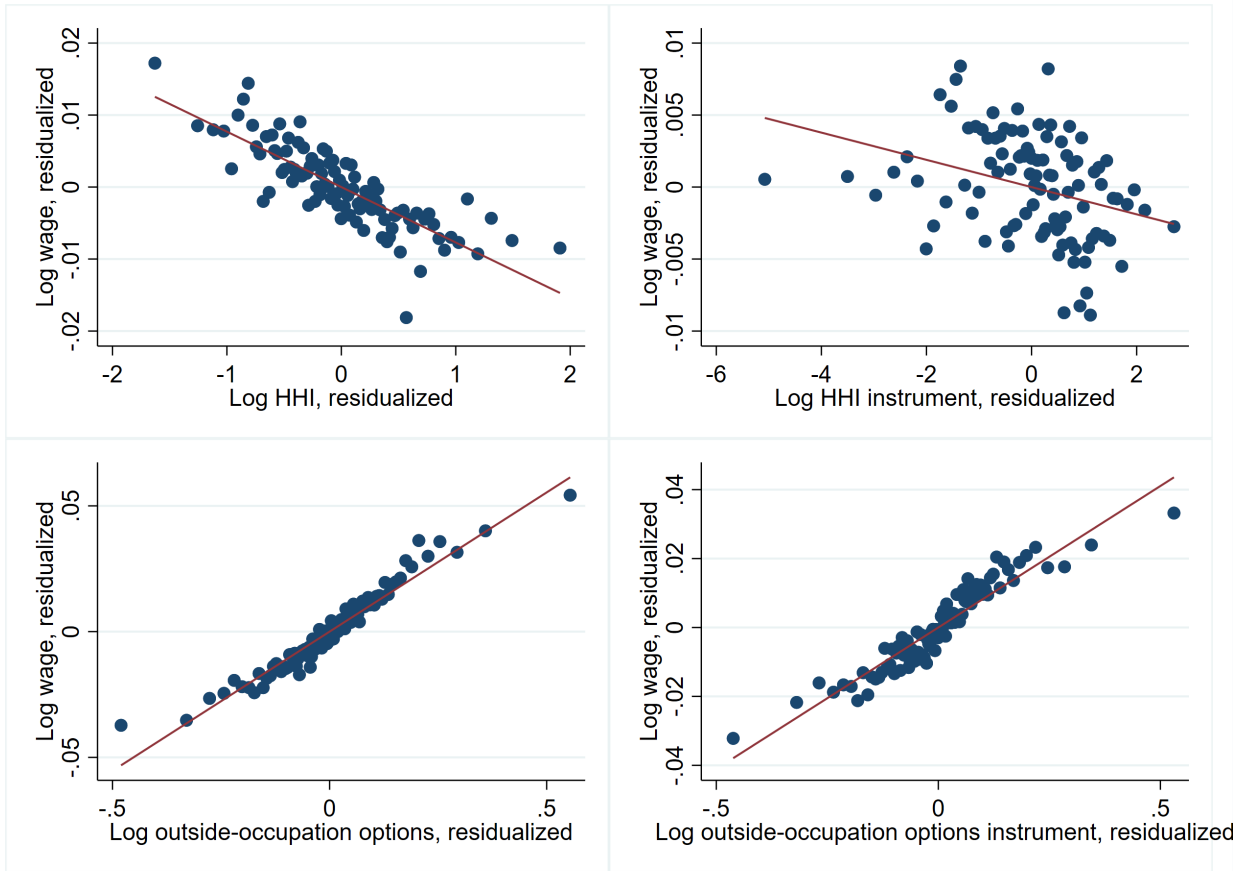 Log wage, residualized
.02
.01
0
-.01
-.02
-2 -1 0 1 2
Log HHI, residualized
Log wage, residualized
.01
.005
0
-.005
-.01
-6 -4 -2 0 2
Log HHI instrument, residualized
Log wage, residualized
.05
0
-.05
-.5 0 .5
Log outside-occupation options, residualized
Log wage, residualized
.04
.02
0
-.02
-.04
-.5 0 .5
Log outside-occupation options instrument, residualized